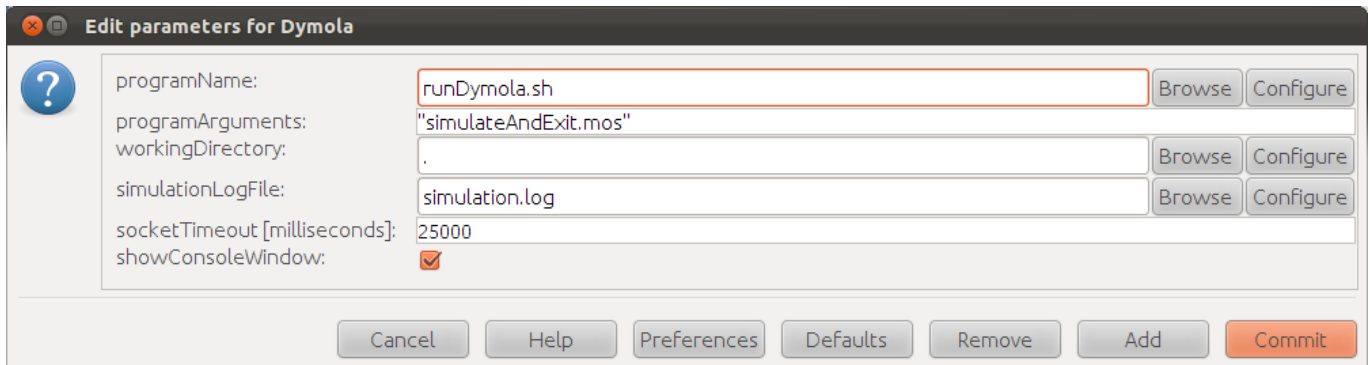 Edit parameters for Dymola
programName: runDymola.sh Browse Configure
programArguments: "simulateAndExit.mos"
workingDirectory: . Browse Configure
simulationLogFile: simulation.log Browse Configure
socketTimeout [milliseconds]: 25000
showConsoleWindow:
Cancel Help Preferences Defaults Remove Add Commit